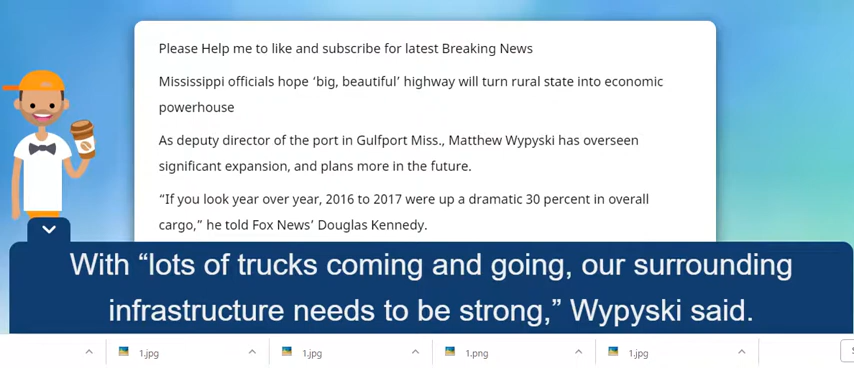 Please Help me to like and subscribe for latest Breaking News
Mississippi officials hope ‘big, beautiful’ highway will turn rural state into economic
powerhouse
As deputy director of the port in Gulfport Miss., Matthew Wypyski has overseen
significant expansion, and plans more in the future.
“If you look year over year, 2016 to 2017 were up a dramatic 30 percent in overall
cargo,” he told Fox News’ Douglas Kennedy.
With “lots of trucks coming and going, our surrounding
infrastructure needs to be strong,” Wypyski said.
1.jpg 1.jpg 1.png 1.jpg